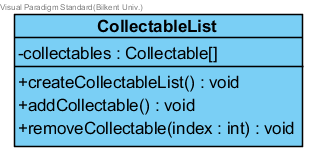 Visual Paradigm Standard(Bilkent Univ.)
CollectableList
-collectables : Collectable[]
+createCollectableList() : void
+addCollectable() : void
+removeCollectable(index : int) : void